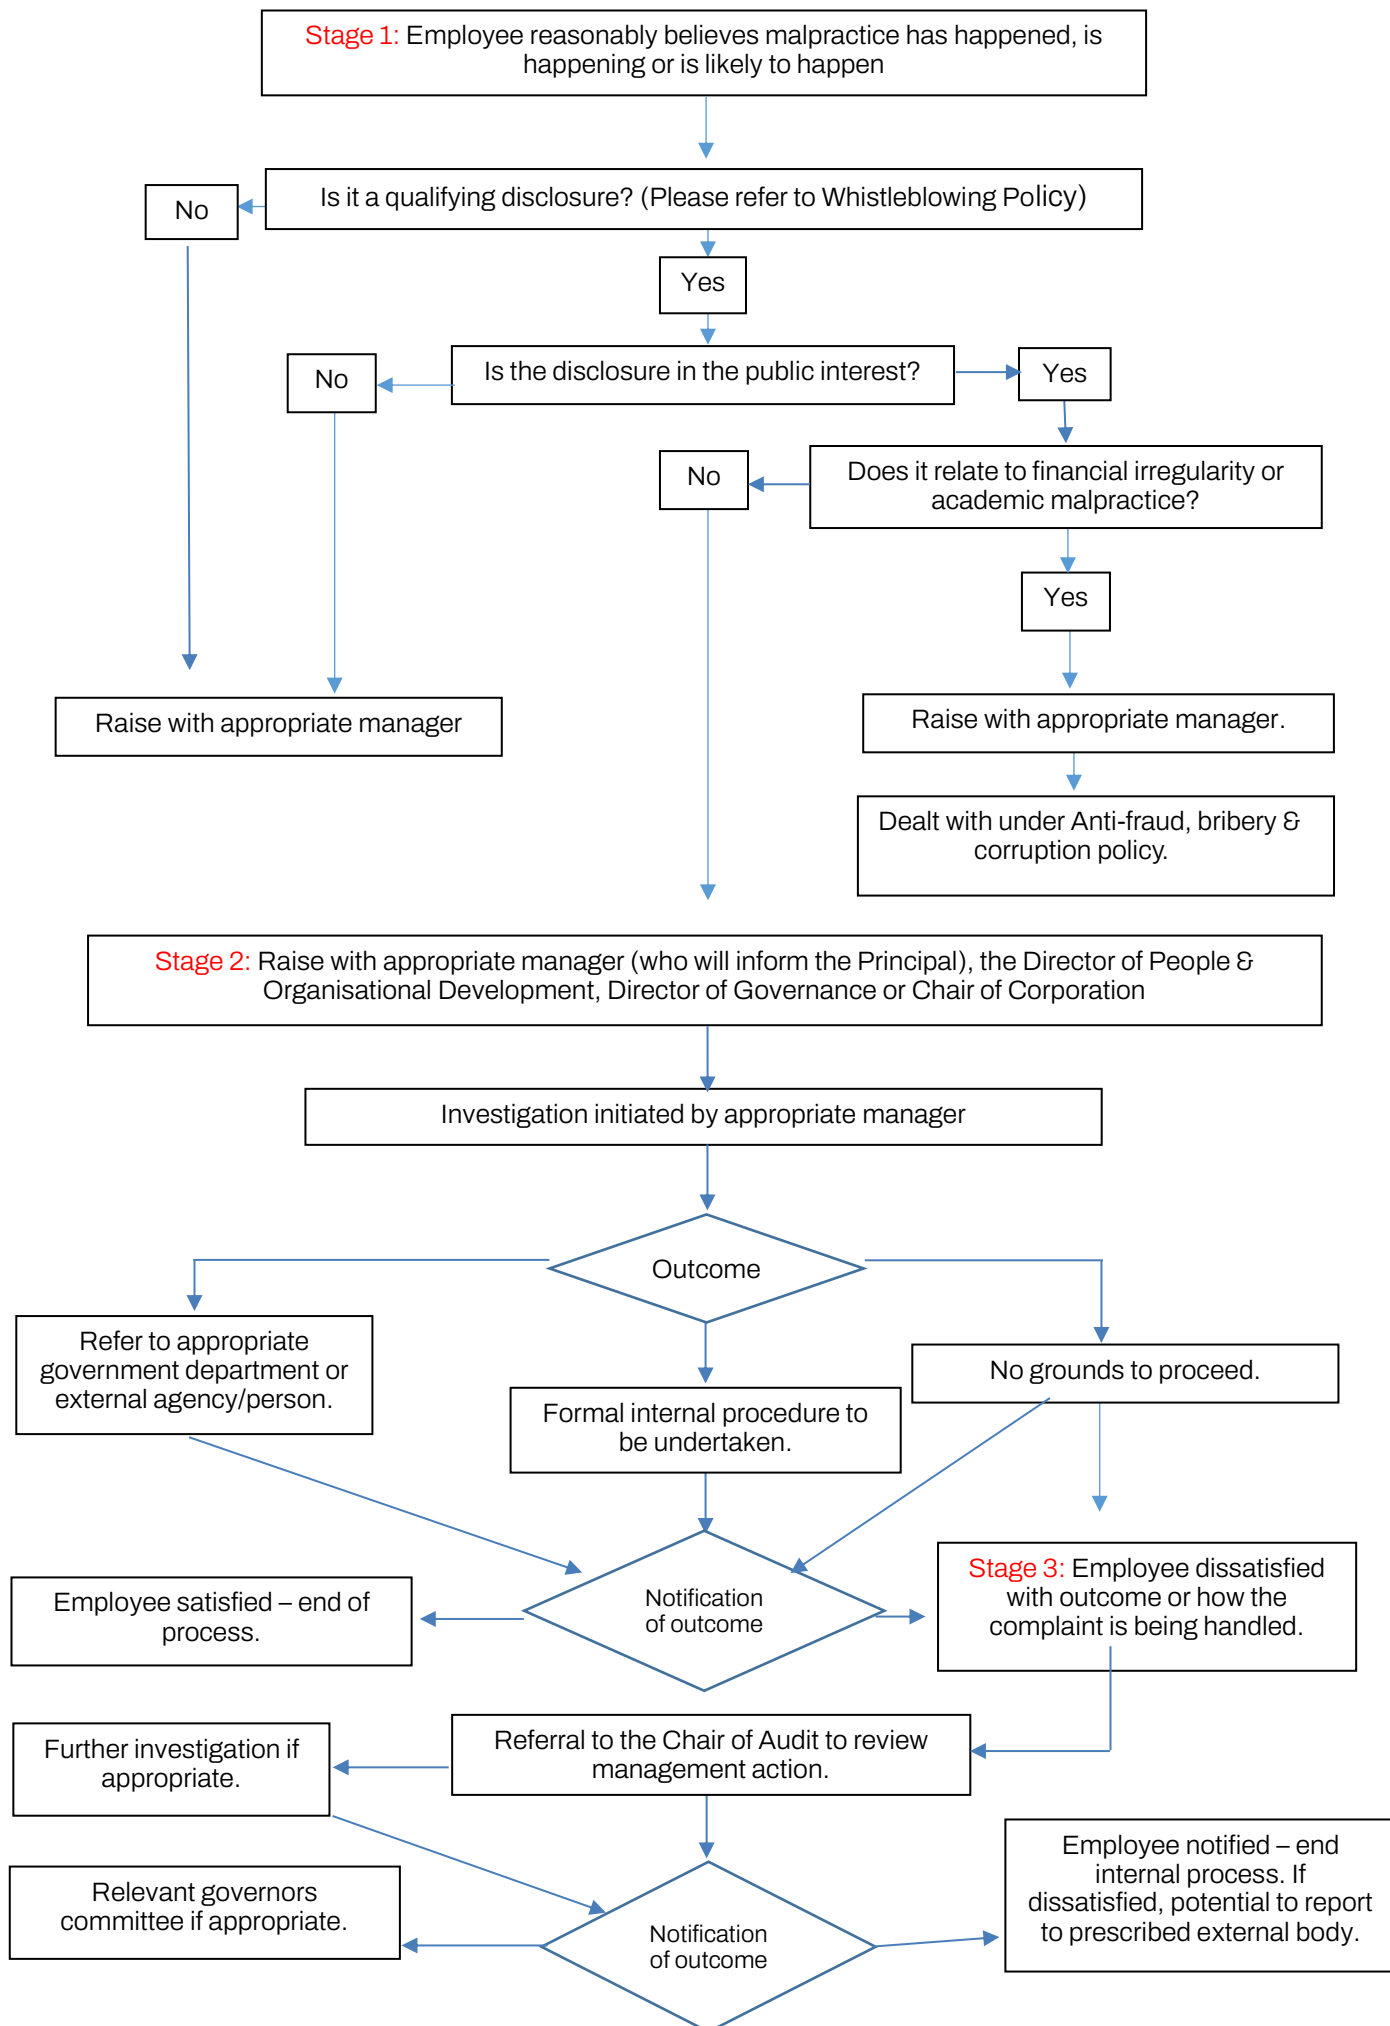 Stage 1: Employee reasonably believes malpractice has happened, is
happening or is likely to happen
Is it a qualifying disclosure? (Please refer to Whistleblowing Policy)
No
Yes
Is the disclosure in the public interest?
No
Yes
Does it relate to financial irregularity or
academic malpractice?
No
Yes
Raise with appropriate manager
Raise with appropriate manager.
Dealt with under Anti-fraud, bribery &
corruption policy.
Stage 2: Raise with appropriate manager (who will inform the Principal), the Director of People &
Organisational Development, Director of Governance or Chair of Corporation
Investigation initiated by appropriate manager
Outcome
Refer to appropriate
government department or
external agency/person.
Formal internal procedure to
be undertaken.
No grounds to proceed.
Notification
of outcome
Employee satisfied – end of
process.
Stage 3: Employee dissatisfied
with outcome or how the
complaint is being handled.
Referral to the Chair of Audit to review
management action.
Further investigation if
appropriate.
Notification
of outcome
Relevant governors
committee if appropriate.
Employee notified – end
internal process. If
dissatisfied, potential to report
to prescribed external body.